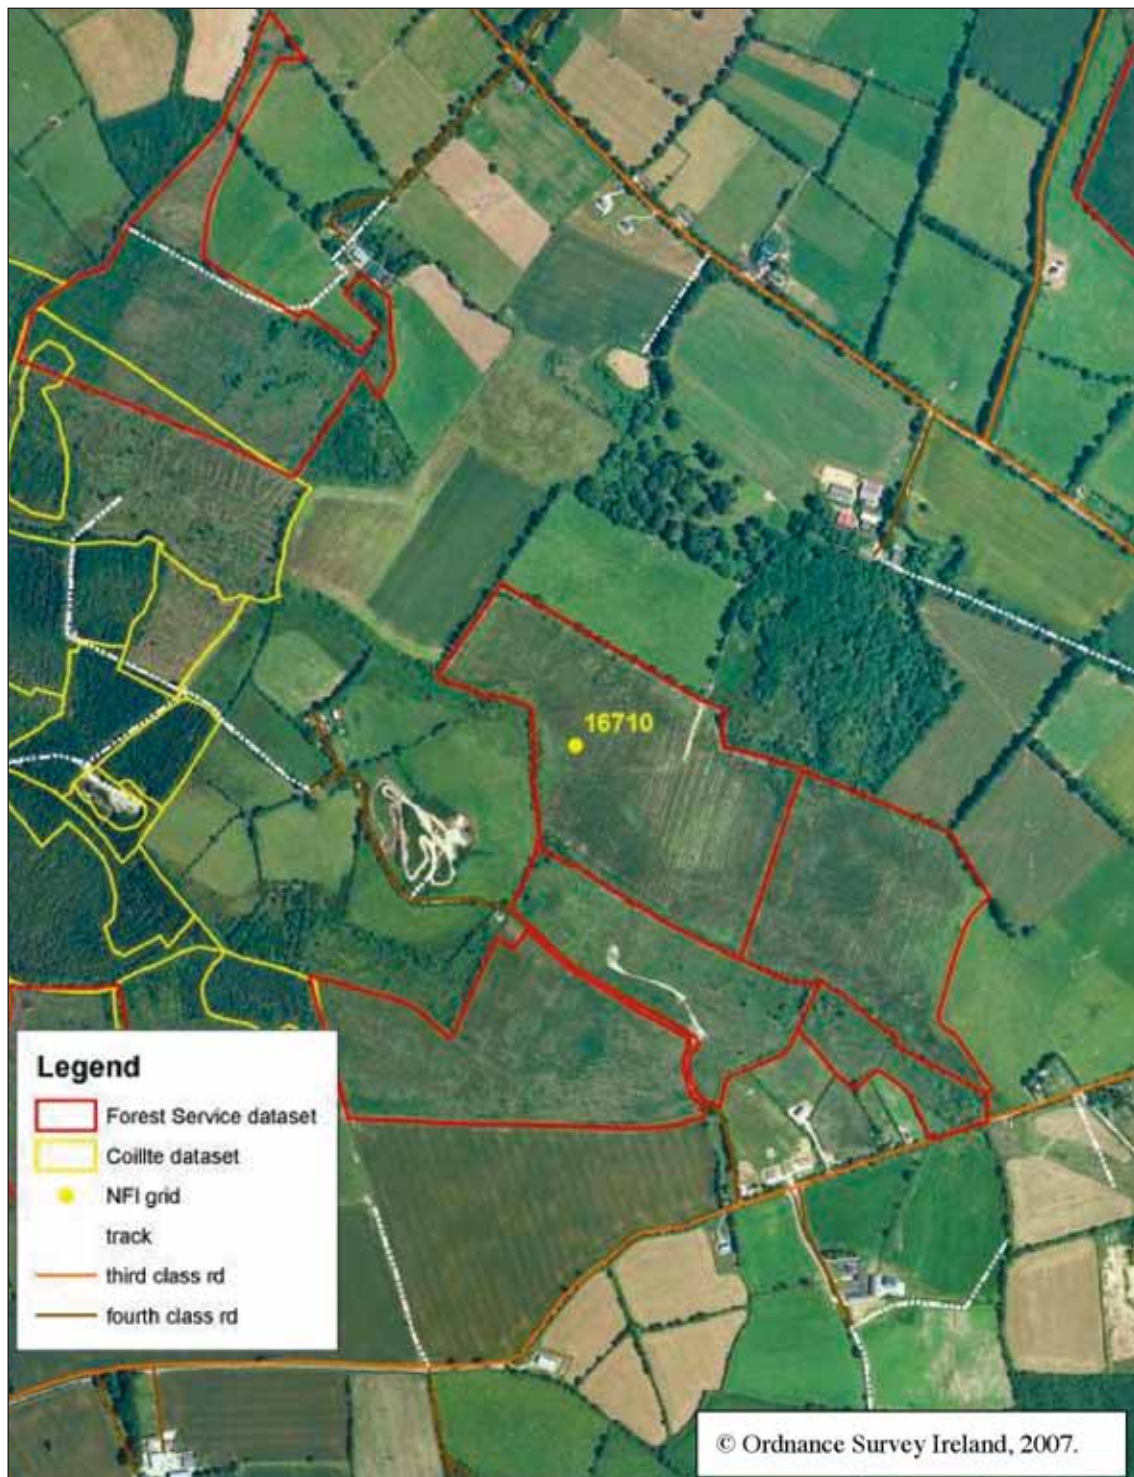 16710
Legend
Forest Service dataset
Coillte dataset
NFI grid
track
third class rd
fourth class rd
© Ordnance Survey Ireland, 2007.